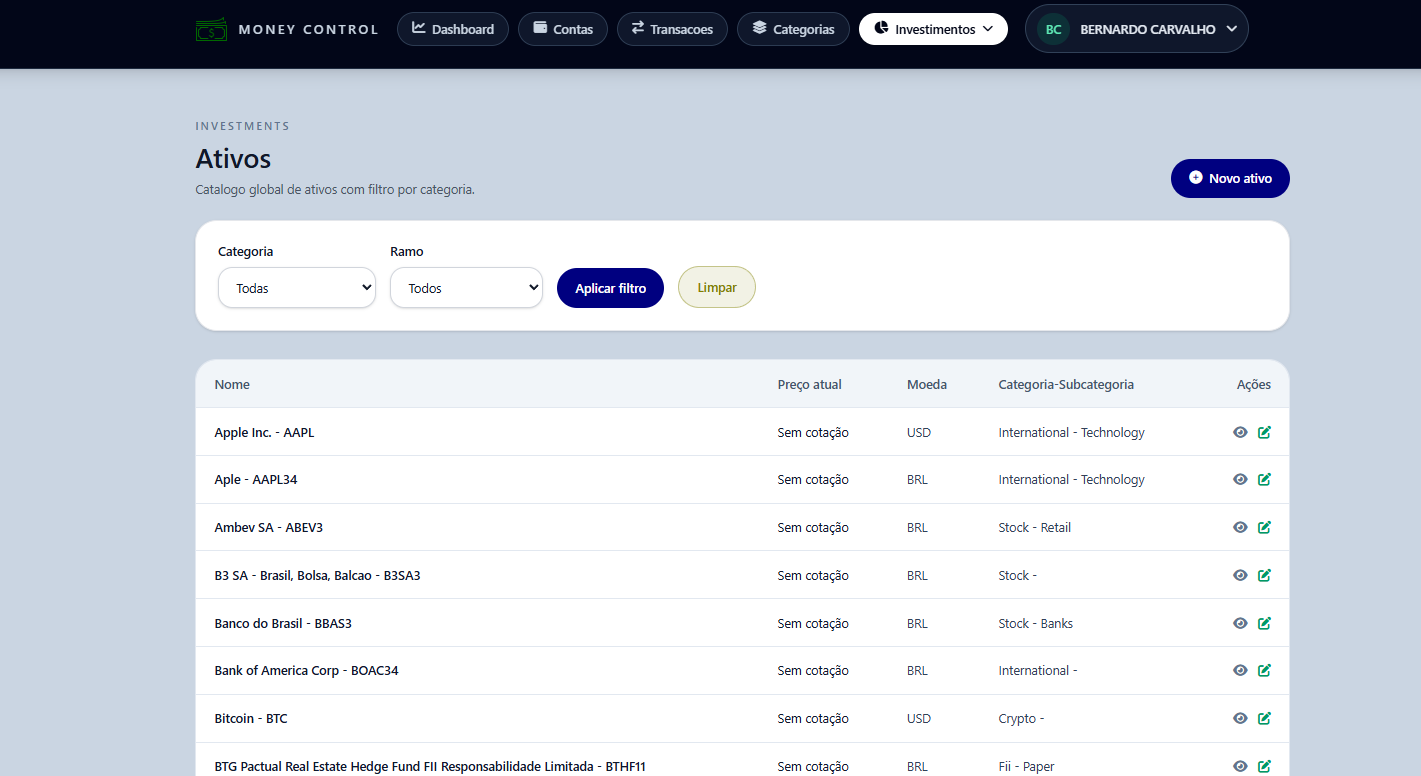 MONEY CONTROL Dashboard Contas Transacoes Categorias Investimentos BC BERNARDO CARVALHO
INVESTMENTS
Ativos
Catalogo global de ativos com filtro por categoria.
Novo ativo
Categoria Ramo
Todas Todos Aplicar filtro Limpar
Nome Preço atual Moeda Categoria-Subcategoria Ações
Apple Inc. - AAPL Sem cotação USD International - Technology
Aple - AAPL34 Sem cotação BRL International - Technology
Ambev SA - ABEV3 Sem cotação BRL Stock - Retail
B3 SA - Brasil, Bolsa, Balcao - B3SA3 Sem cotação BRL Stock -
Banco do Brasil - BBAS3 Sem cotação BRL Stock - Banks
Bank of America Corp - BOAC34 Sem cotação BRL International -
Bitcoin - BTC Sem cotação USD Crypto -
BTG Pactual Real Estate Hedge Fund FII Responsabilidade Limitada - BTHF11 Sem cotação BRL Fii - Paper